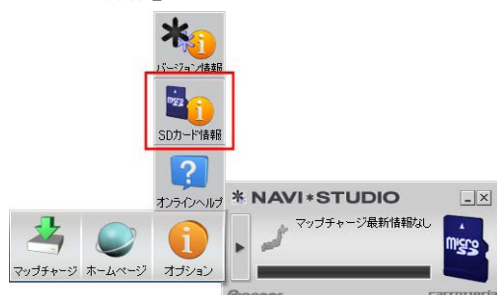 バージョン情報
micro
SDカード情報
オンラインヘルプ
NAVI*STUDIO
マップチャージ最新情報なし
micro
マップチャージ
ホームページ
オプション